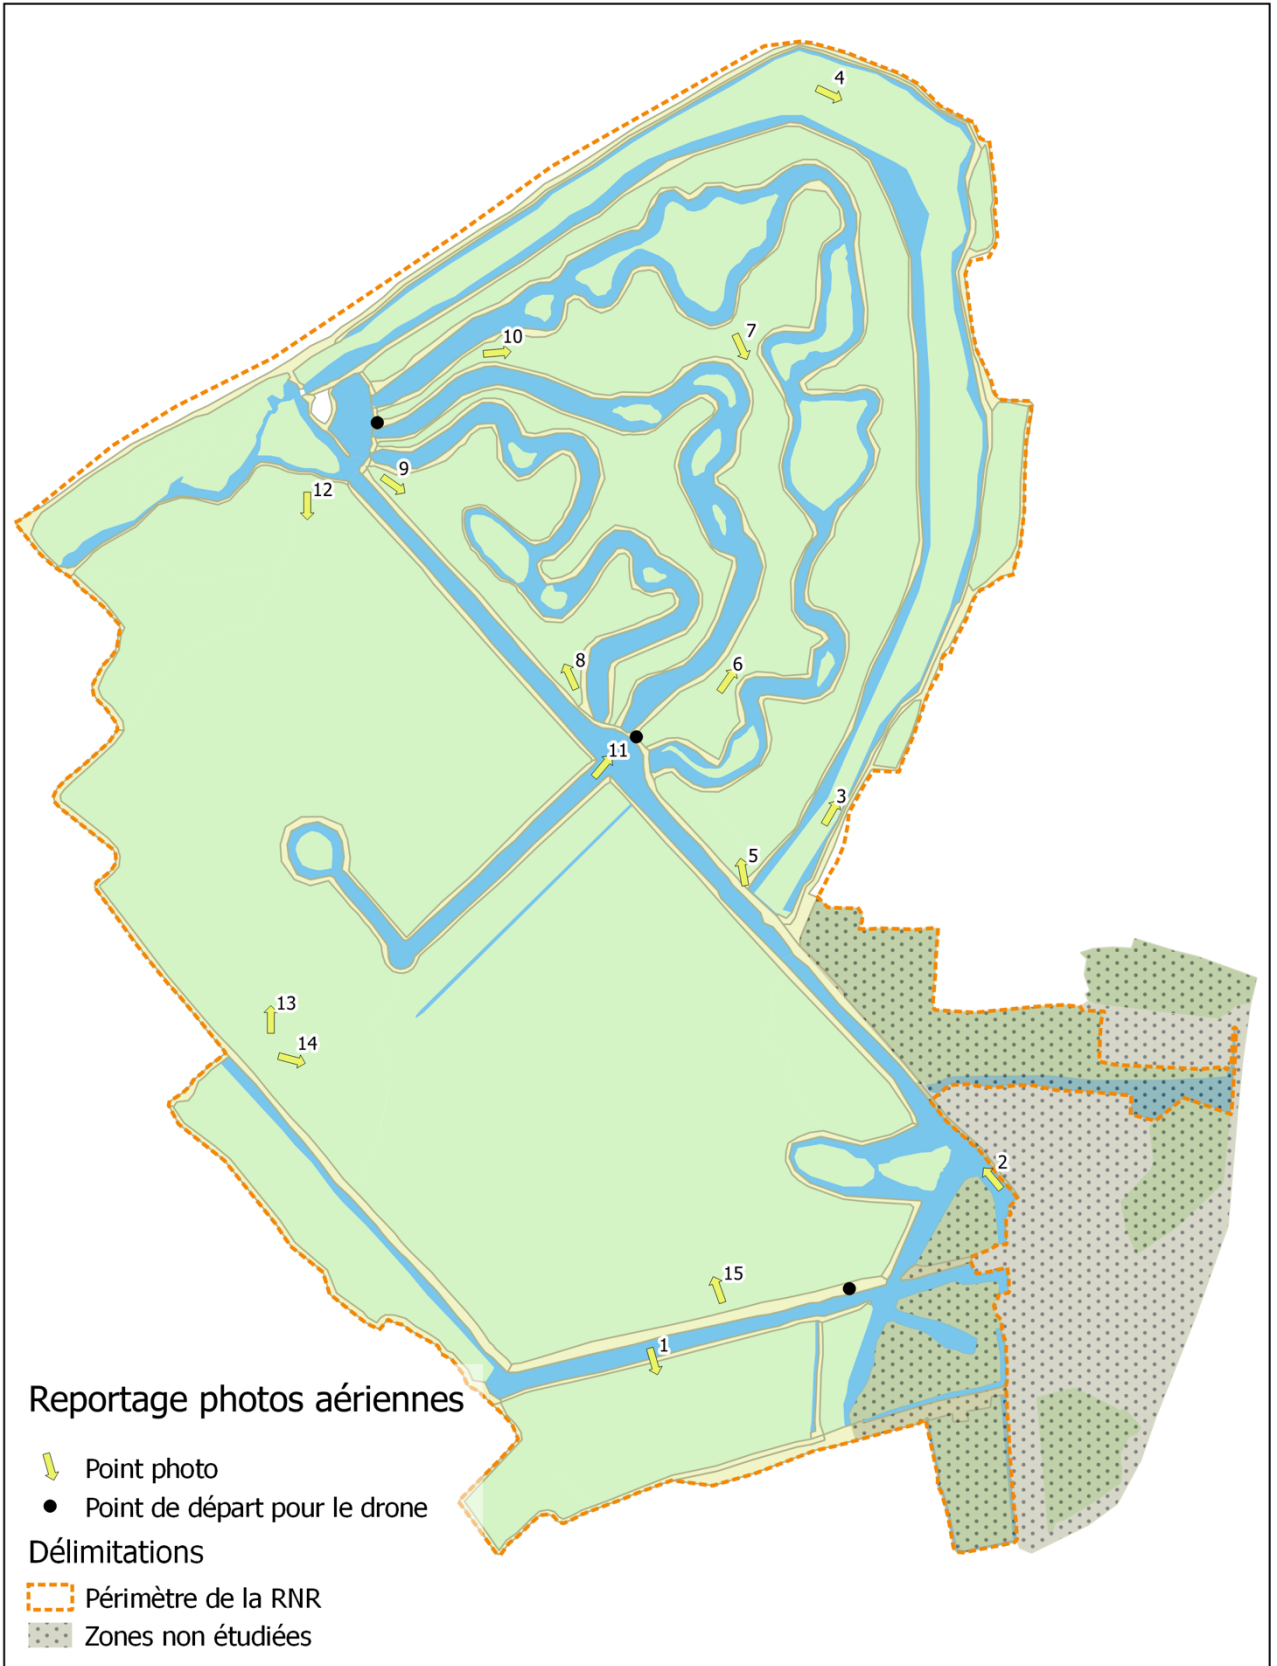 4
7
10
9
12
8
6
11
3
5
13
14
2
15
1
Reportage photos aériennes
Point photo
Point de départ pour le drone
Délimitations
Périmètre de la RNR
Zones non étudiées